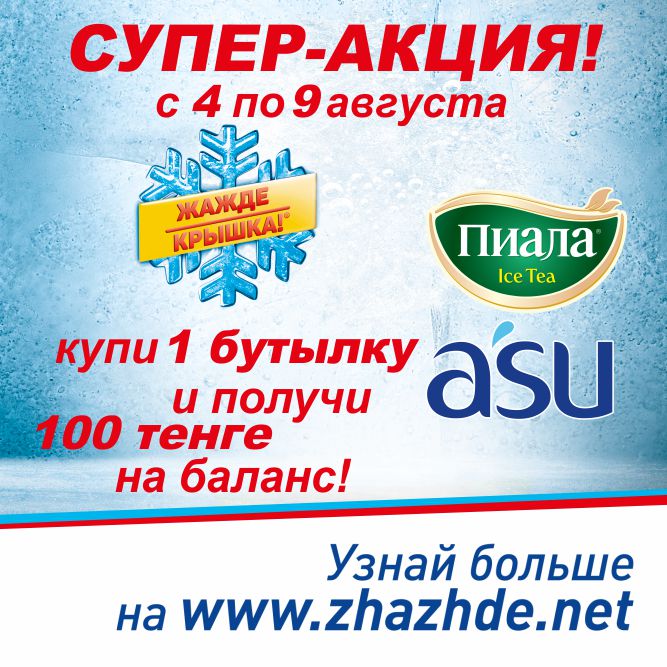 СУПЕР-АКЦИЯ!
с 4 по 9 августа
ЖАЖДЕ
КРЫШКА!®
Пиала®
Ice Tea
купи 1 бутылку
и получи
100 тенге
на баланс!
a'su
Узнай больше
на www.zhazhde.net